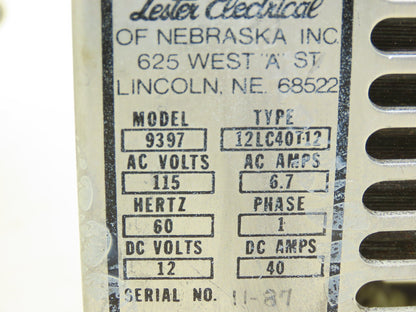 Lester Electrical
OF NEBRASKA INC.
625 WEST "A" ST.
LINCOLN, NE. 68522
MODEL TYPE
9397 12LC40T12
AC VOLTS AC AMPS
115 6.7
HERTZ PHASE
60 1
DC VOLTS DC AMPS
12 40
SERIAL NO. 11-87